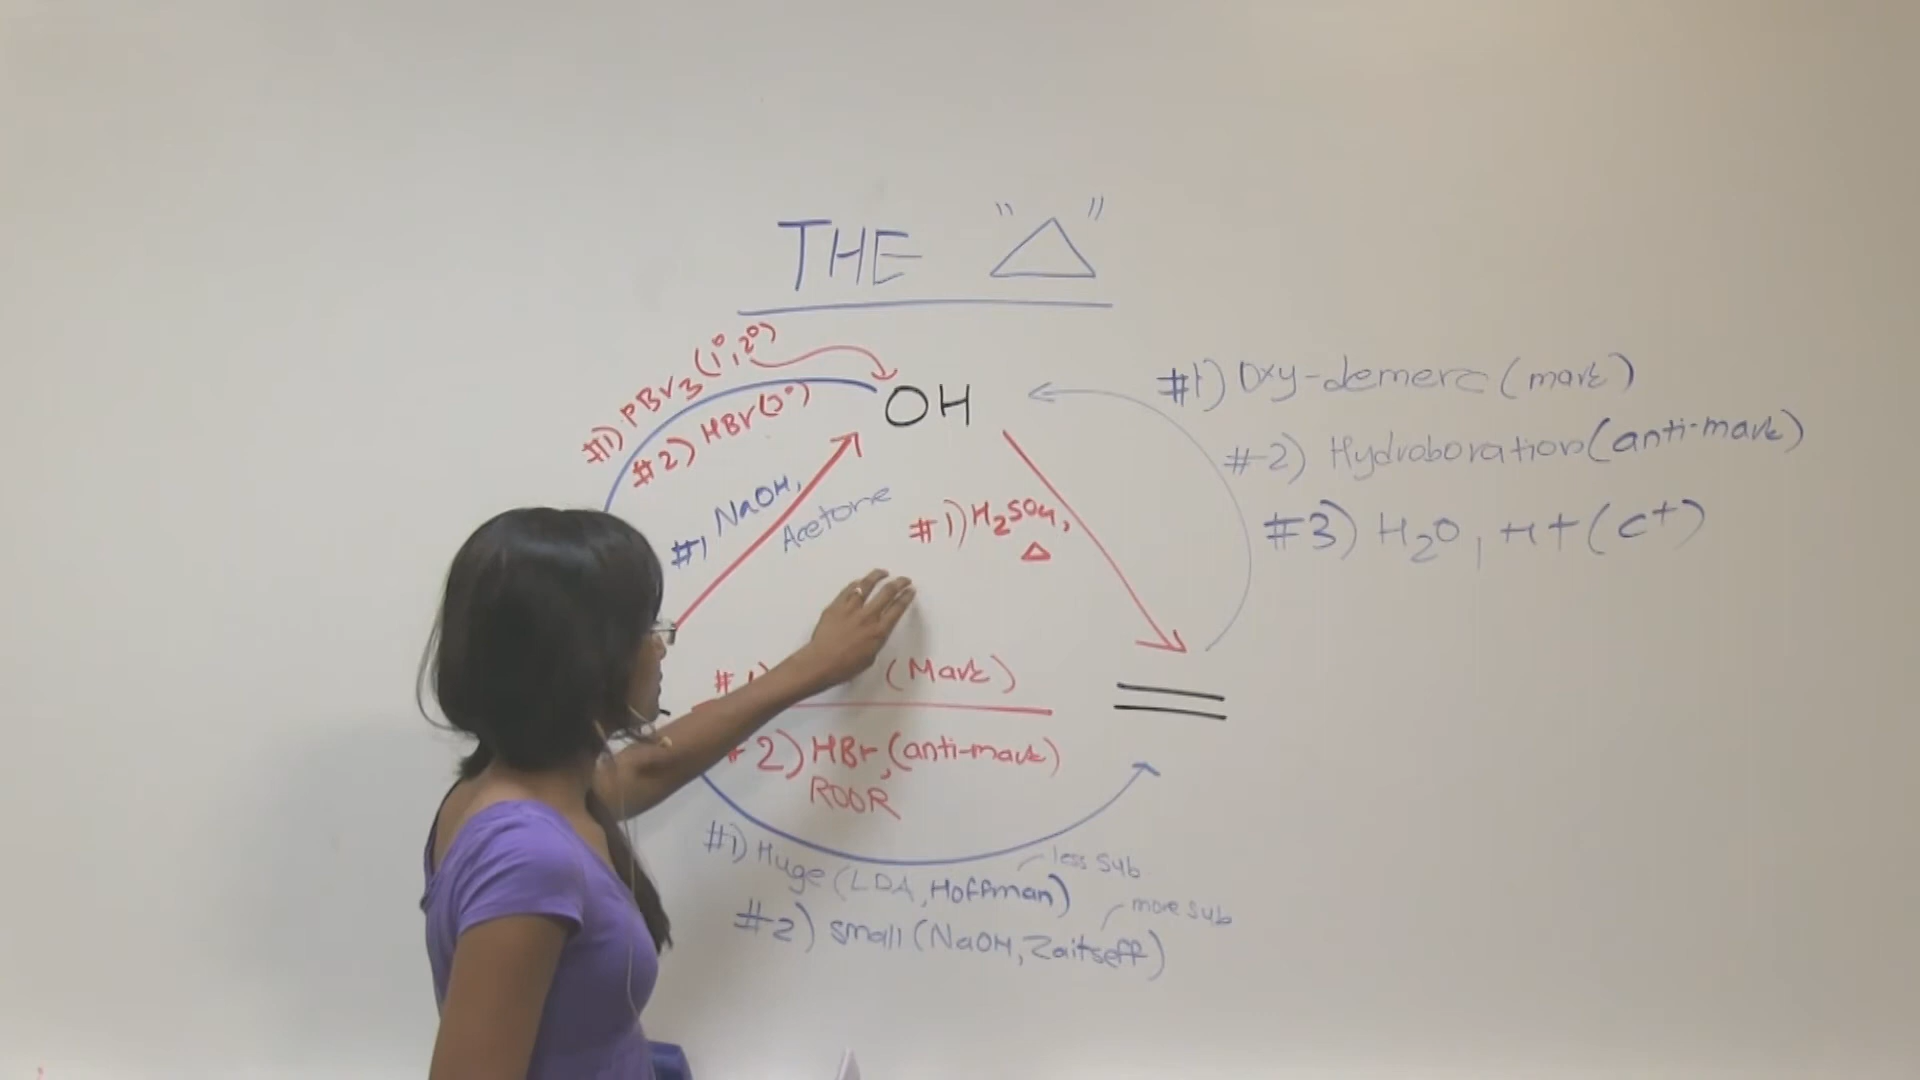 THE "△"
#1) PBr3 (1°, 2°)
#2) HBr (3°)
OH
#1 NaOH,
Acetone
#1) H2SO4,
△
#1) Oxy-demerc (mark)
#2) Hydroboration (anti-mark)
#3) H2O, H+ (C+)
(Mark)
#2) HBr, (anti-mark)
ROOR
#1) Huge (LDA, Hoffman)
less sub
#2) small (NaOH, Zaitseff)
more sub